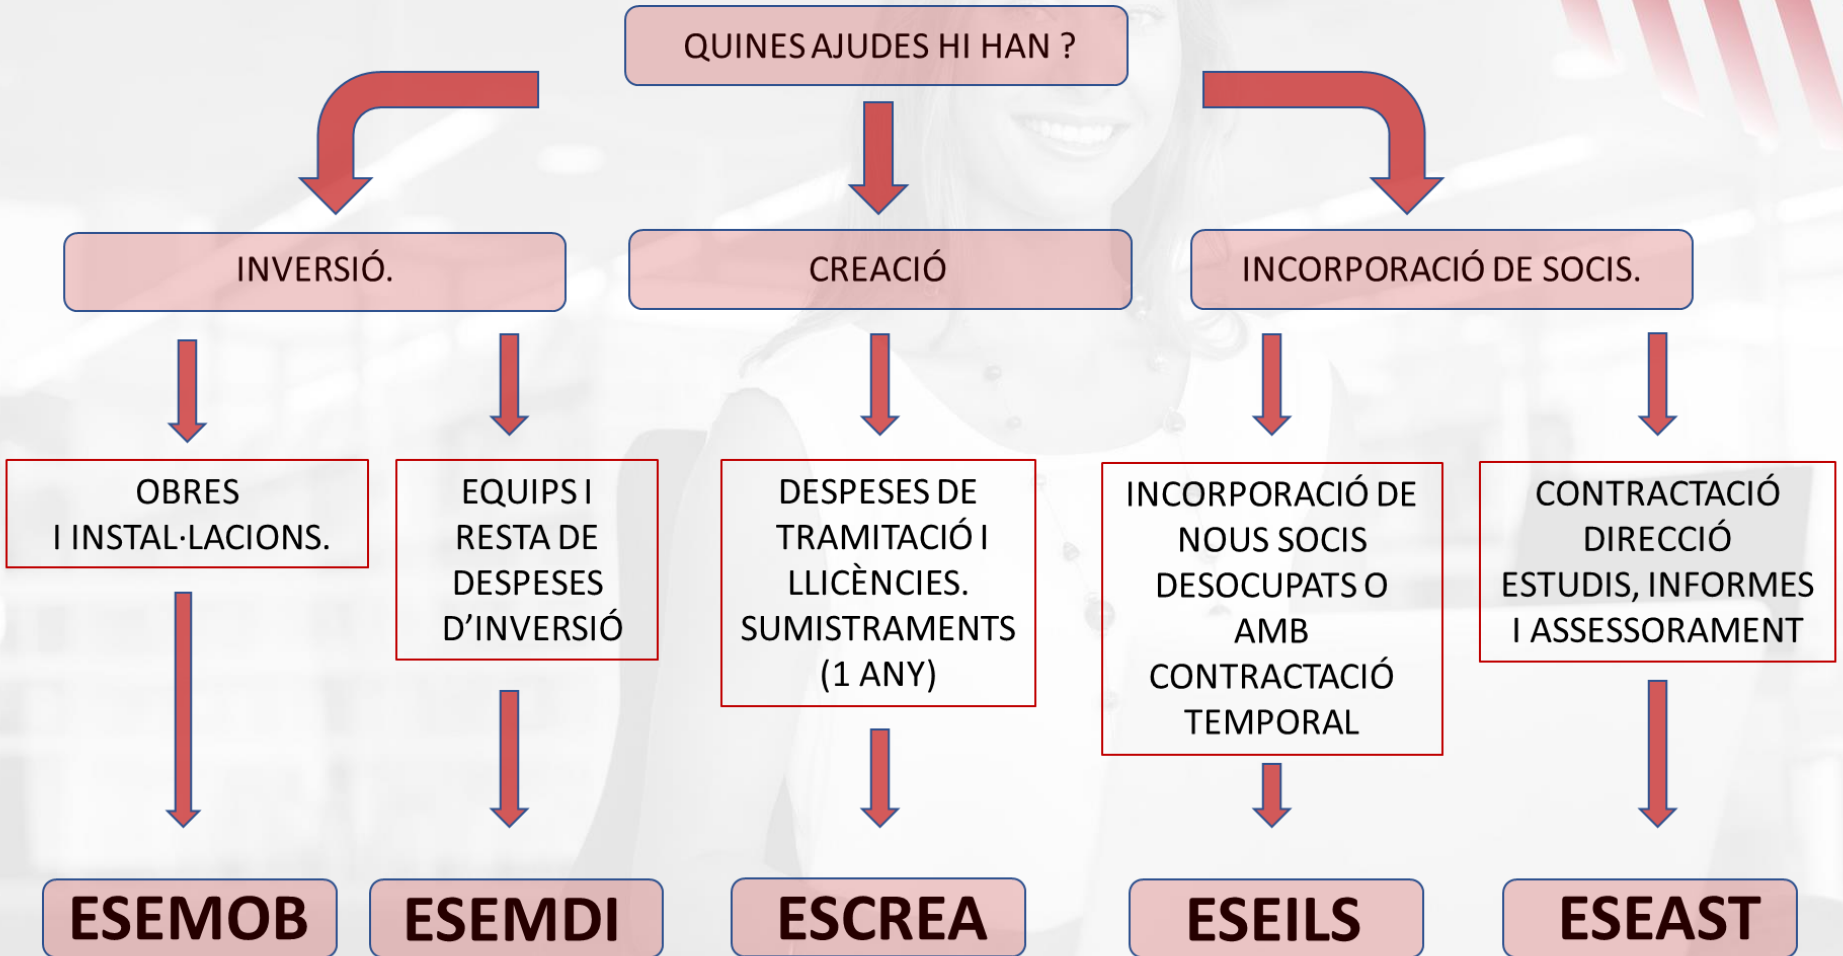 QUINES AJUDES HI HAN ?
INVERSIÓ.
CREACIÓ
INCORPORACIÓ DE SOCIS.
OBRES
I INSTAL·LACIONS.
EQUIPS I
RESTA DE
DESPESES
D’INVERSIÓ
DESPESES DE
TRAMITACIÓ I
LLICÈNCIES.
SUMISTRAMENTS
(1 ANY)
INCORPORACIÓ DE
NOUS SOCIS
DESOCUPATS O
AMB
CONTRACTACIÓ
TEMPORAL
CONTRACTACIÓ
DIRECCIÓ
ESTUDIS, INFORMES
I ASSESSORAMENT
ESEMOB
ESEMDI
ESCREA
ESEILS
ESEAST